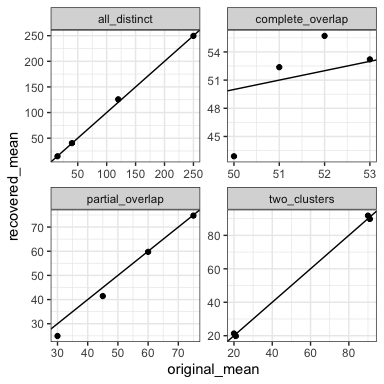 all_distinct
complete_overlap
250
200
150
100
50
54
51
48
45
50 100 150 200 250
50 51 52 53
partial_overlap
two_clusters
70
60
50
40
30
80
60
40
20
30 40 50 60 70
20 40 60 80
recovered_mean
original_mean